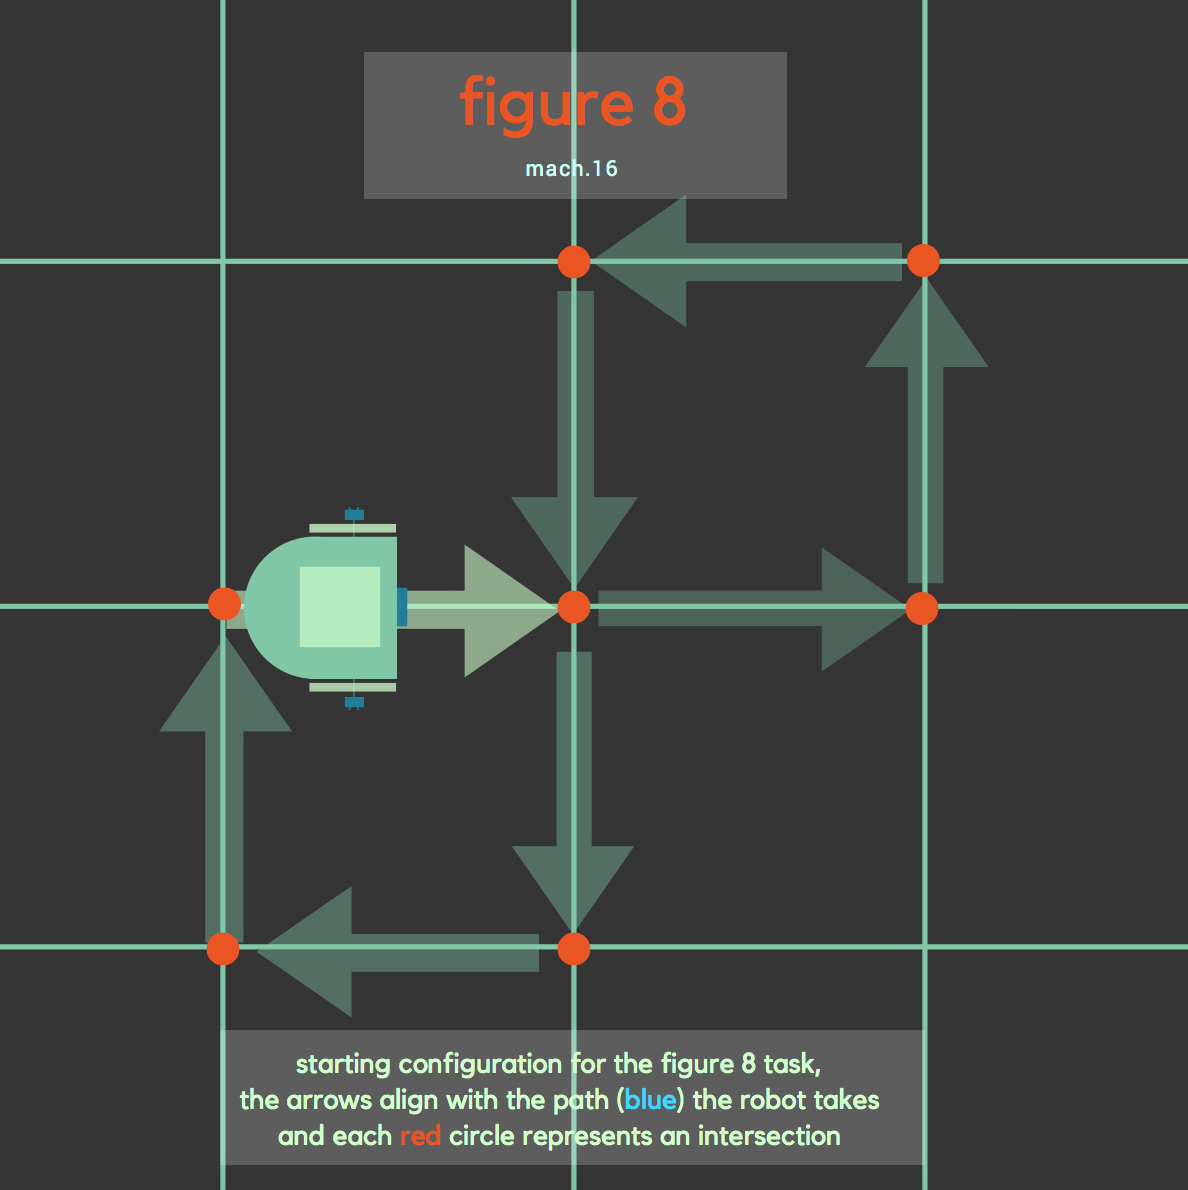 figure 8
mach.16
starting configuration for the figure 8 task,
the arrows align with the path (blue) the robot takes
and each red circle represents an intersection